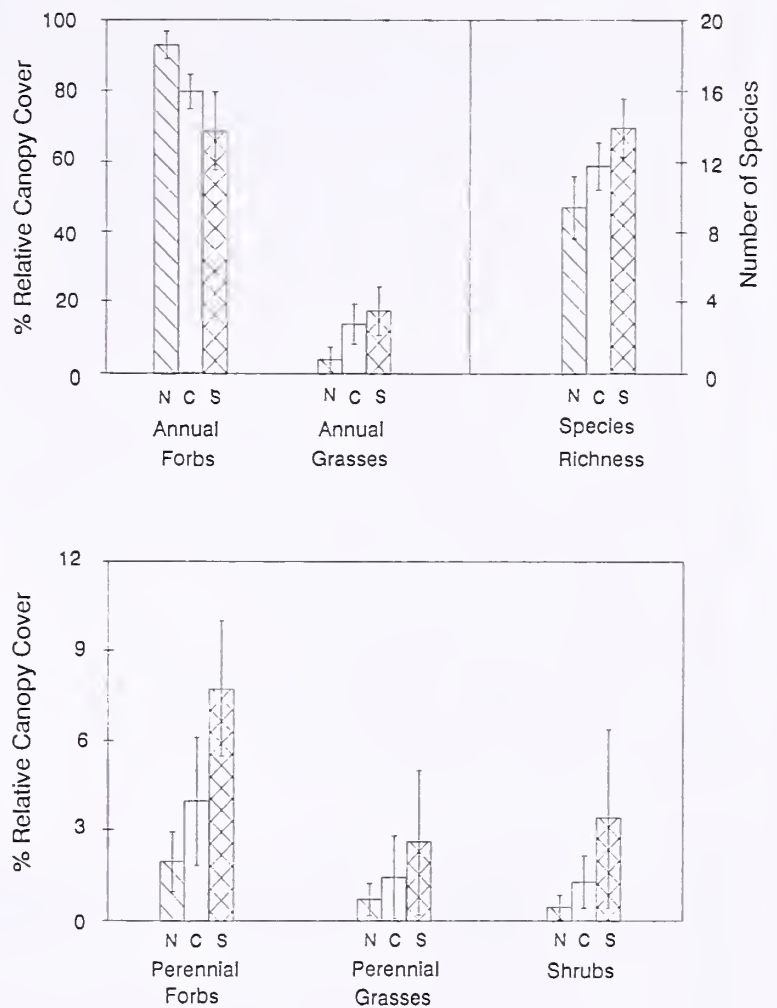 100
80
60
40
20
0
% Relative Canopy Cover
20
16
12
8
4
0
Number of Species
N C S
Annual
Forbs
N C S
Annual
Grasses
N C S
Species
Richness
12
9
6
3
0
% Relative Canopy Cover
N C S
Perennial
Forbs
N C S
Perennial
Grasses
N C S
Shrubs